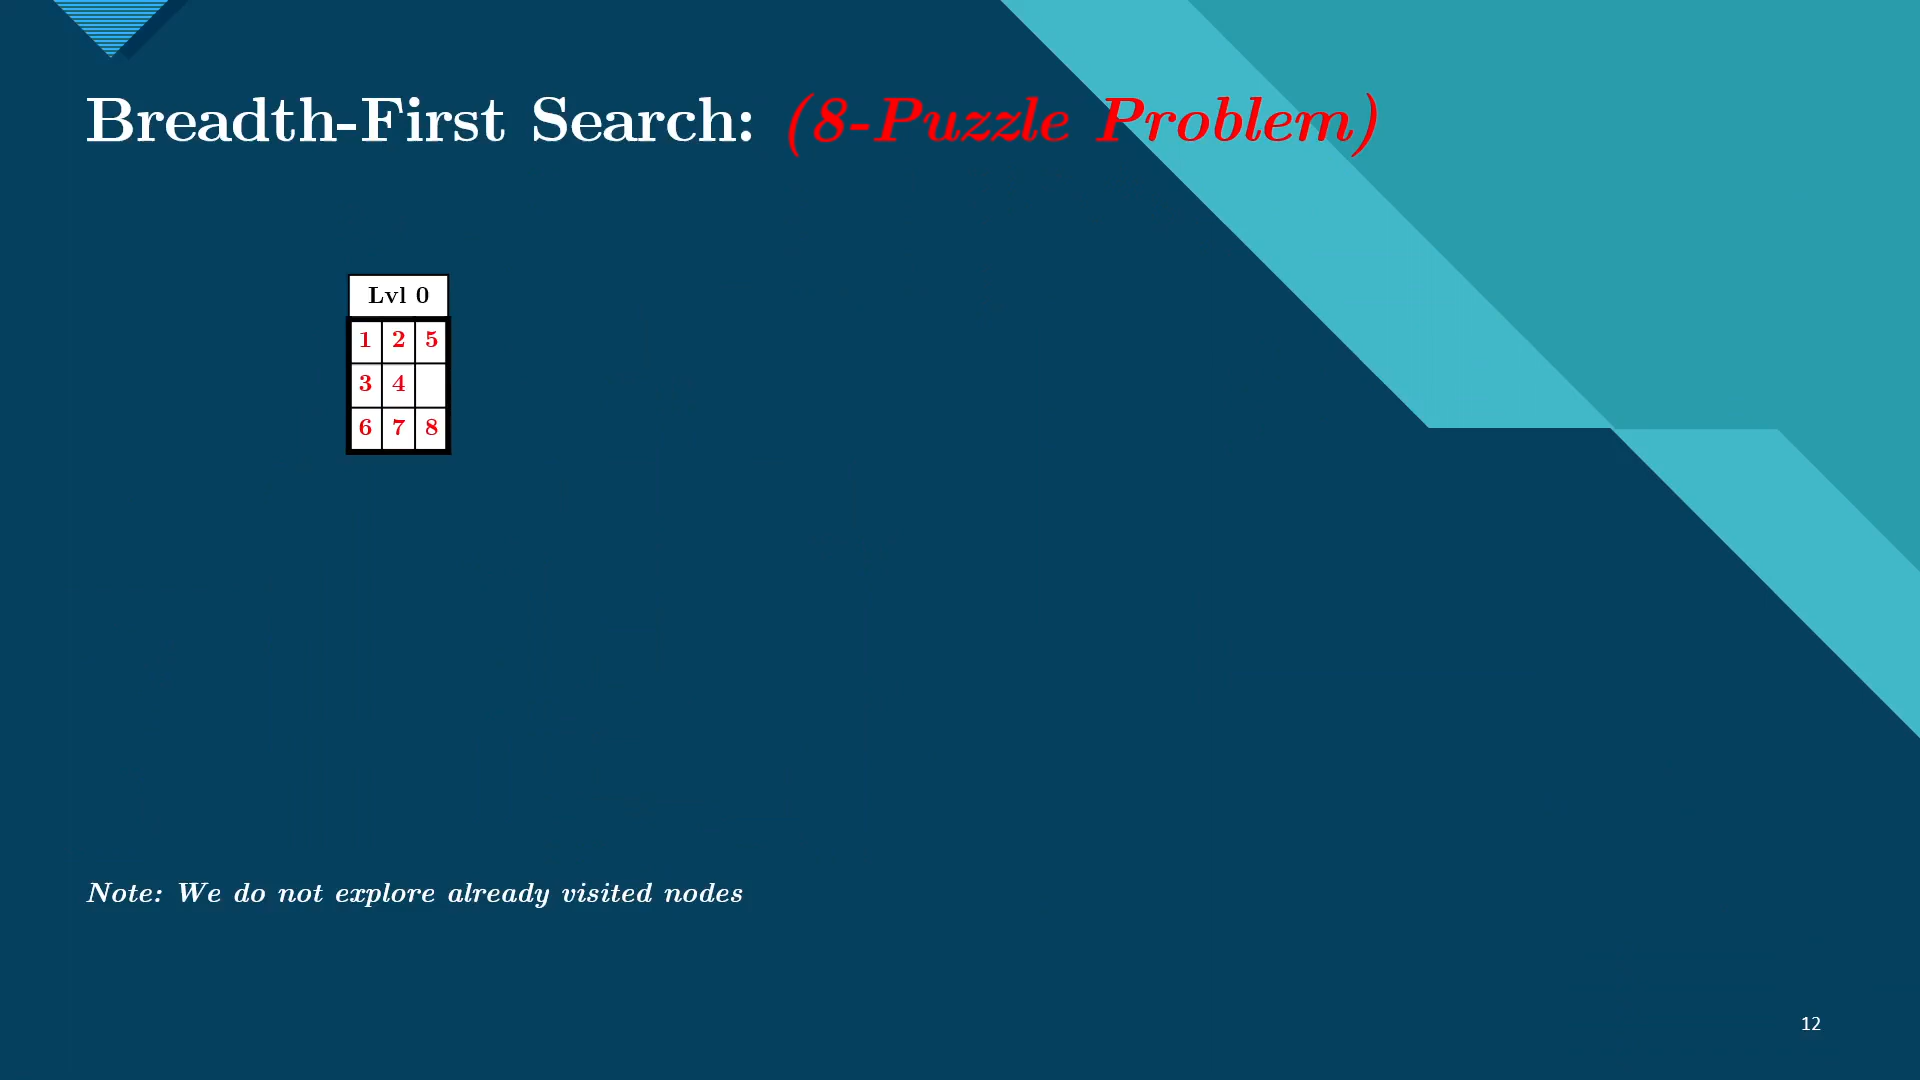 Breadth-First Search: (8-Puzzle Problem)
Lvl 0
1 2 5
3 4
6 7 8
Note: We do not explore already visited nodes
12